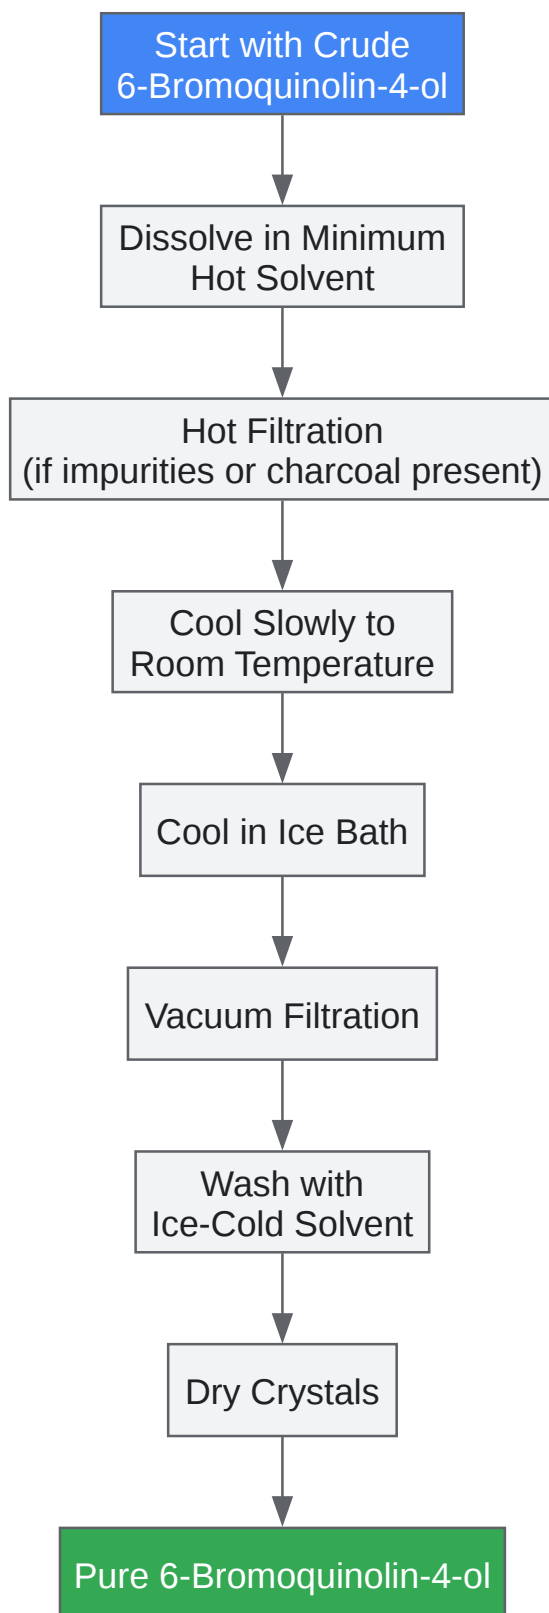 Start with Crude
6-Bromoquinolin-4-ol
Dissolve in Minimum
Hot Solvent
Hot Filtration
(if impurities or charcoal present)
Cool Slowly to
Room Temperature
Cool in Ice Bath
Vacuum Filtration
Wash with
Ice-Cold Solvent
Dry Crystals
Pure 6-Bromoquinolin-4-ol